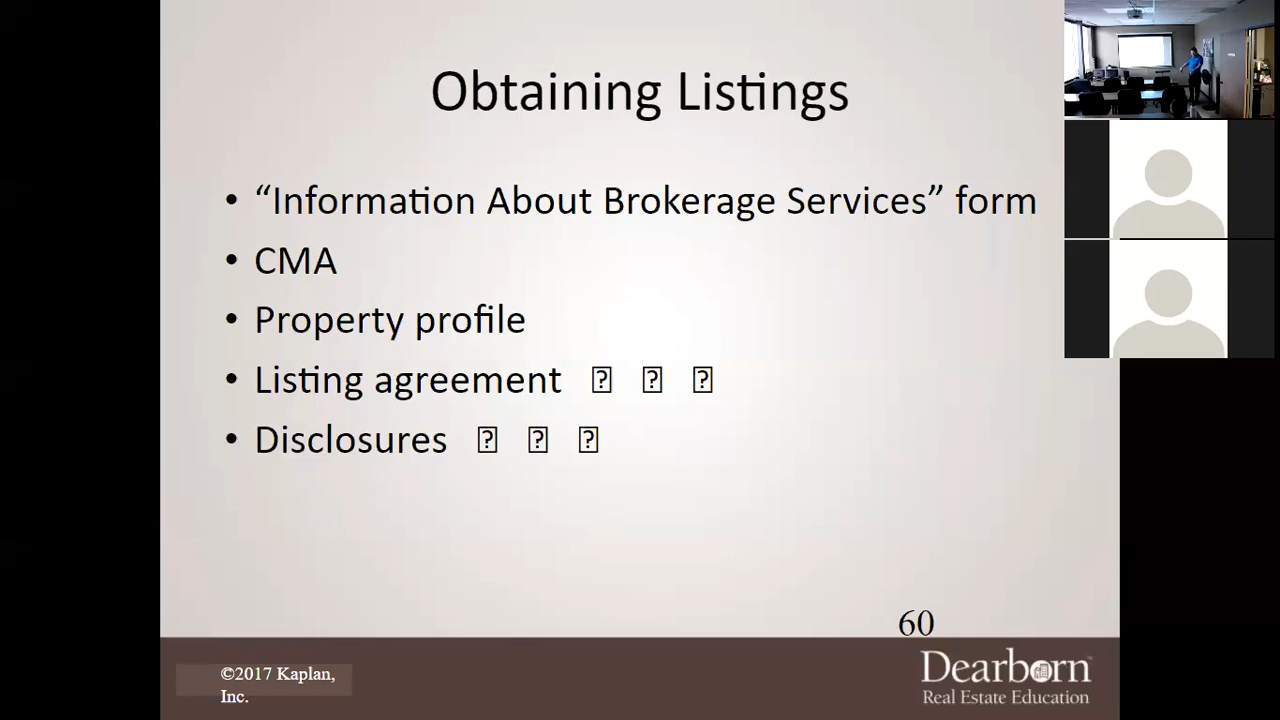 Obtaining Listings
• “Information About Brokerage Services” form
• CMA
• Property profile
• Listing agreement ⍰ ⍰ ⍰
• Disclosures ⍰ ⍰ ⍰
60
©2017 Kaplan,
Inc.
Dearborn
Real Estate Education